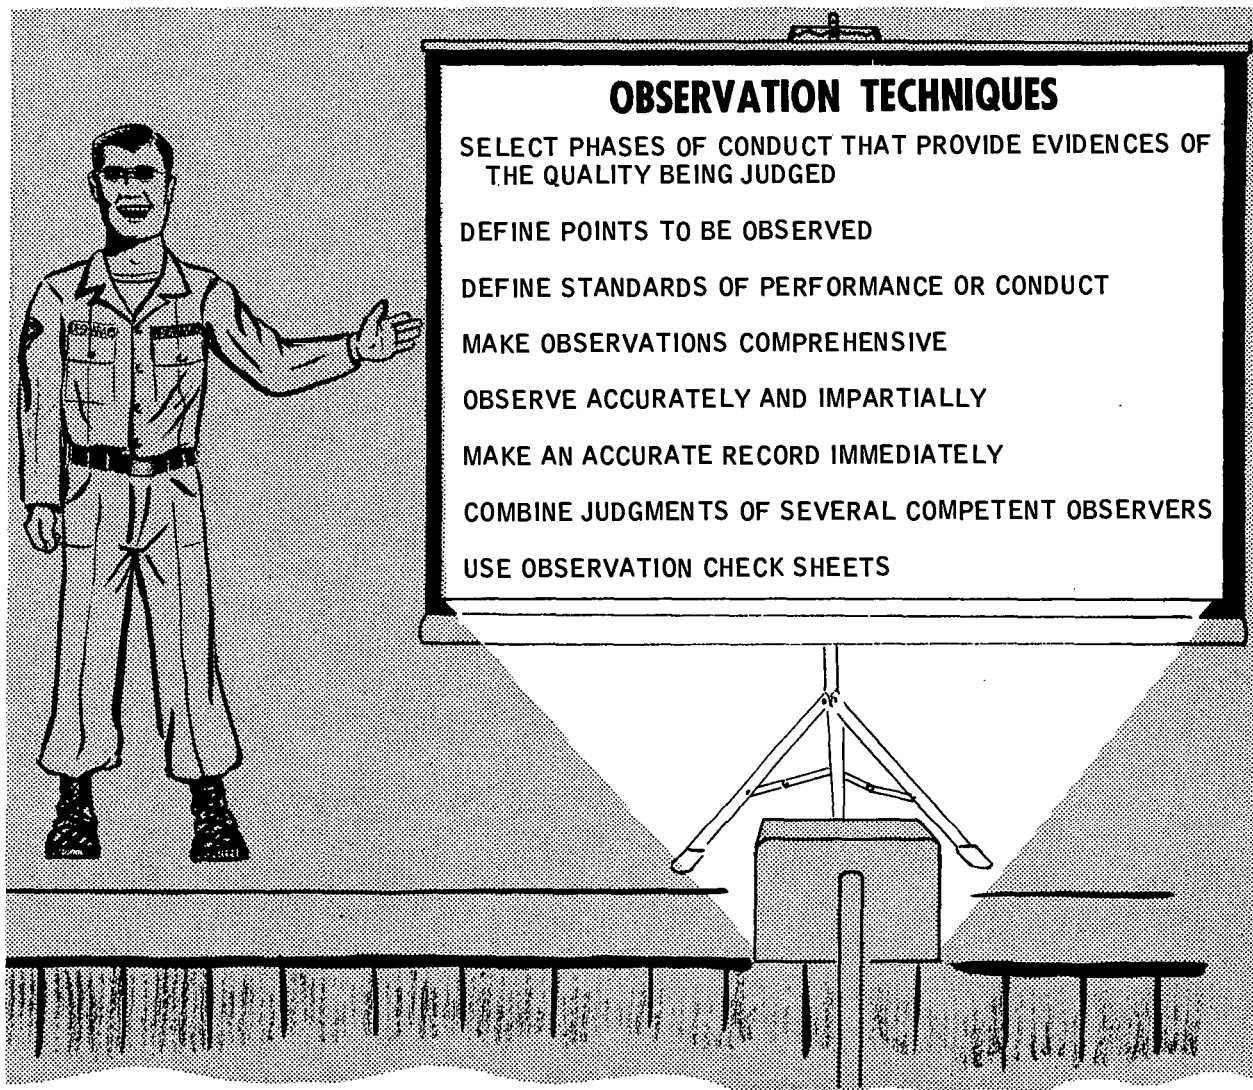 OBSERVATION TECHNIQUES
SELECT PHASES OF CONDUCT THAT PROVIDE EVIDENCES OF
THE QUALITY BEING JUDGED
DEFINE POINTS TO BE OBSERVED
DEFINE STANDARDS OF PERFORMANCE OR CONDUCT
MAKE OBSERVATIONS COMPREHENSIVE
OBSERVE ACCURATELY AND IMPARTIALLY
MAKE AN ACCURATE RECORD IMMEDIATELY
COMBINE JUDGMENTS OF SEVERAL COMPETENT OBSERVERS
USE OBSERVATION CHECK SHEETS